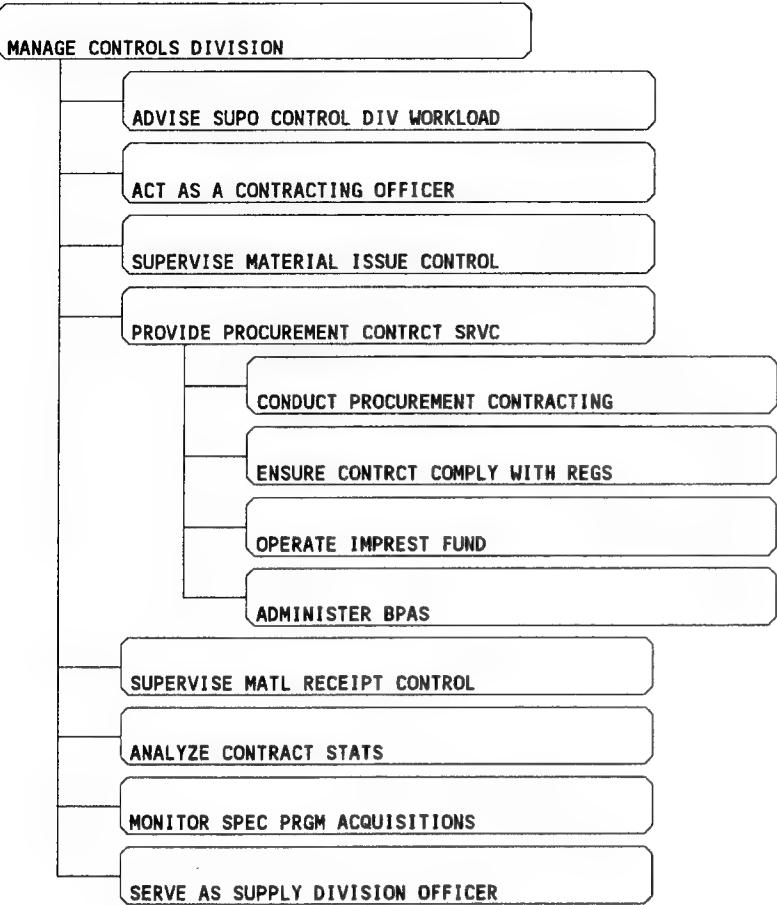 MANAGE CONTROLS DIVISION
ADVISE SUPO CONTROL DIV WORKLOAD
ACT AS A CONTRACTING OFFICER
SUPERVISE MATERIAL ISSUE CONTROL
PROVIDE PROCUREMENT CONTRCT SRVC
CONDUCT PROCUREMENT CONTRACTING
ENSURE CONTRCT COMPLY WITH REGS
OPERATE IMPREST FUND
ADMINISTER BPAS
SUPERVISE MATL RECEIPT CONTROL
ANALYZE CONTRACT STATS
MONITOR SPEC PRGM ACQUISITIONS
SERVE AS SUPPLY DIVISION OFFICER